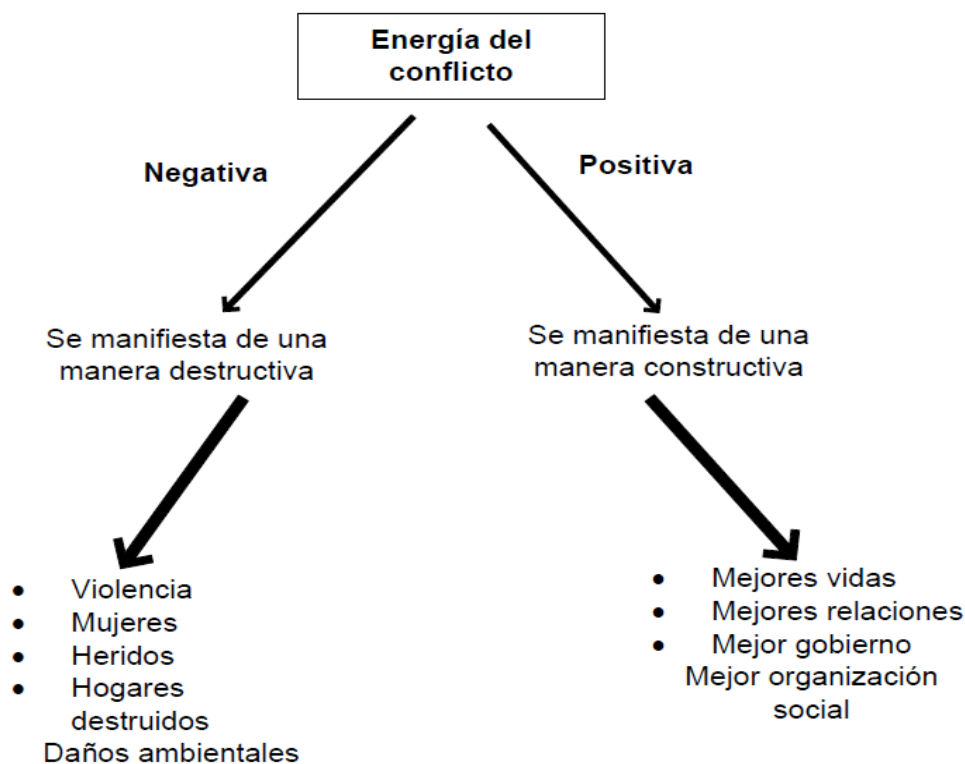 Energía del
conflicto
Negativa
Positiva
Se manifiesta de una
manera destructiva
Se manifiesta de una
manera constructiva
• Violencia
• Mujeres
• Heridos
• Hogares
destruidos
Daños ambientales
• Mejores vidas
• Mejores relaciones
• Mejor gobierno
Mejor organización
social